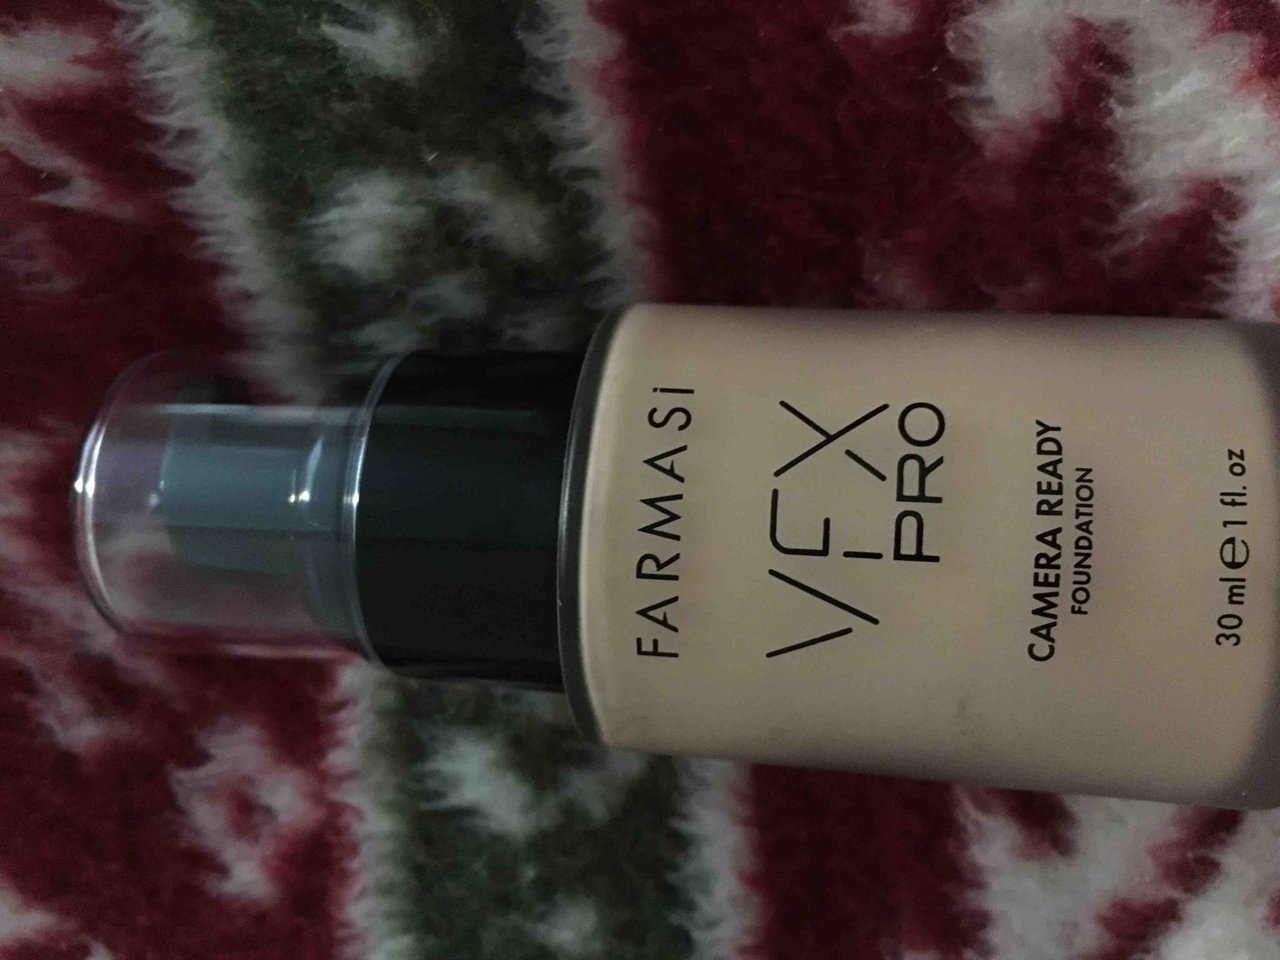 FARMASi
VFX
PRO
CAMERA READY
FOUNDATION
30 ml e 1 fl. oz